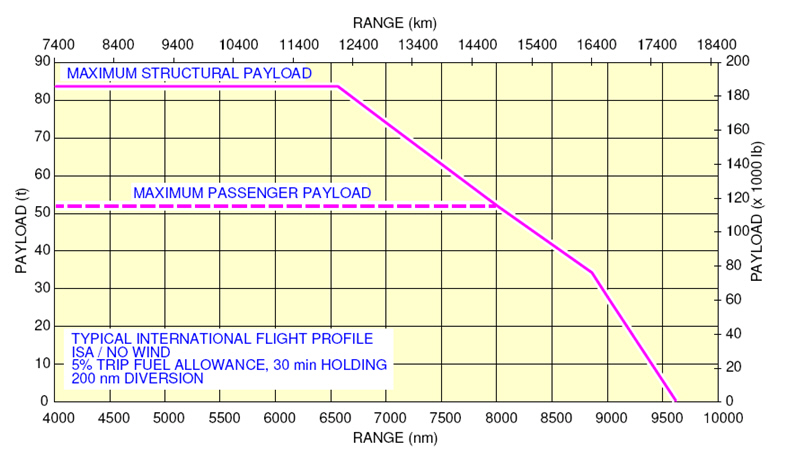 RANGE (km)
7400 8400 9400 10400 11400 12400 13400 14400 15400 16400 17400 18400
90 200
MAXIMUM STRUCTURAL PAYLOAD
80 180
70 160
60 140
MAXIMUM PASSENGER PAYLOAD
50 120
40 100
30 80
20 60
10 40
0 20
0
PAYLOAD (t)
PAYLOAD (x 1000 lb)
TYPICAL INTERNATIONAL FLIGHT PROFILE
ISA / NO WIND
5% TRIP FUEL ALLOWANCE, 30 min HOLDING
200 nm DIVERSION
4000 4500 5000 5500 6000 6500 7000 7500 8000 8500 9000 9500 10000
RANGE (nm)